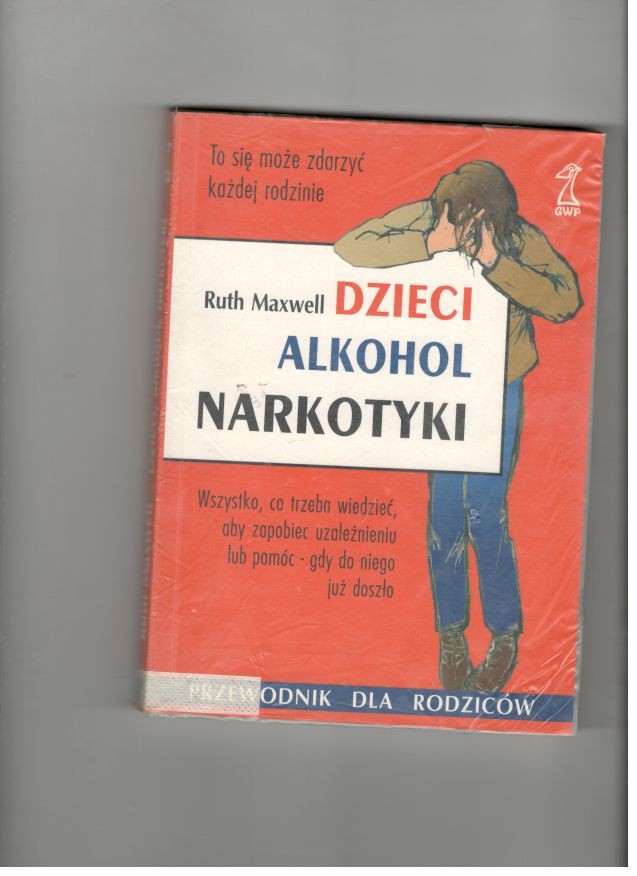 To się może zdarzyć
każdej rodzinie
GWP
Ruth Maxwell DZIECI
ALKOHOL
NARKOTYKI
Wszystko, co trzeba wiedzieć,
aby zapobiec uzależnieniu
lub pomóc - gdy do niego
już doszło
PRZEWODNIK DLA RODZICÓW